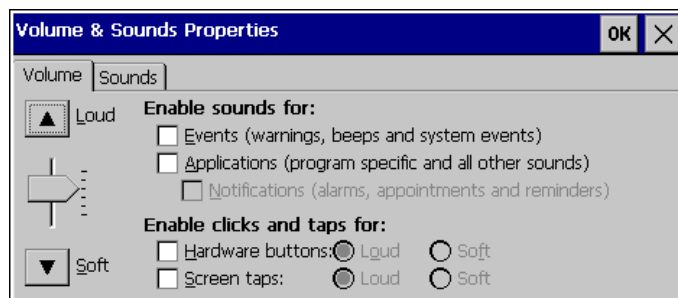 Volume & Sounds Properties OK
Volume Sounds
Loud
Enable sounds for:
Events (warnings, beeps and system events)
Applications (program specific and all other sounds)
Notifications (alarms, appointments and reminders)
Enable clicks and taps for:
Hardware buttons: Loud Soft
Soft
Screen taps: Loud Soft